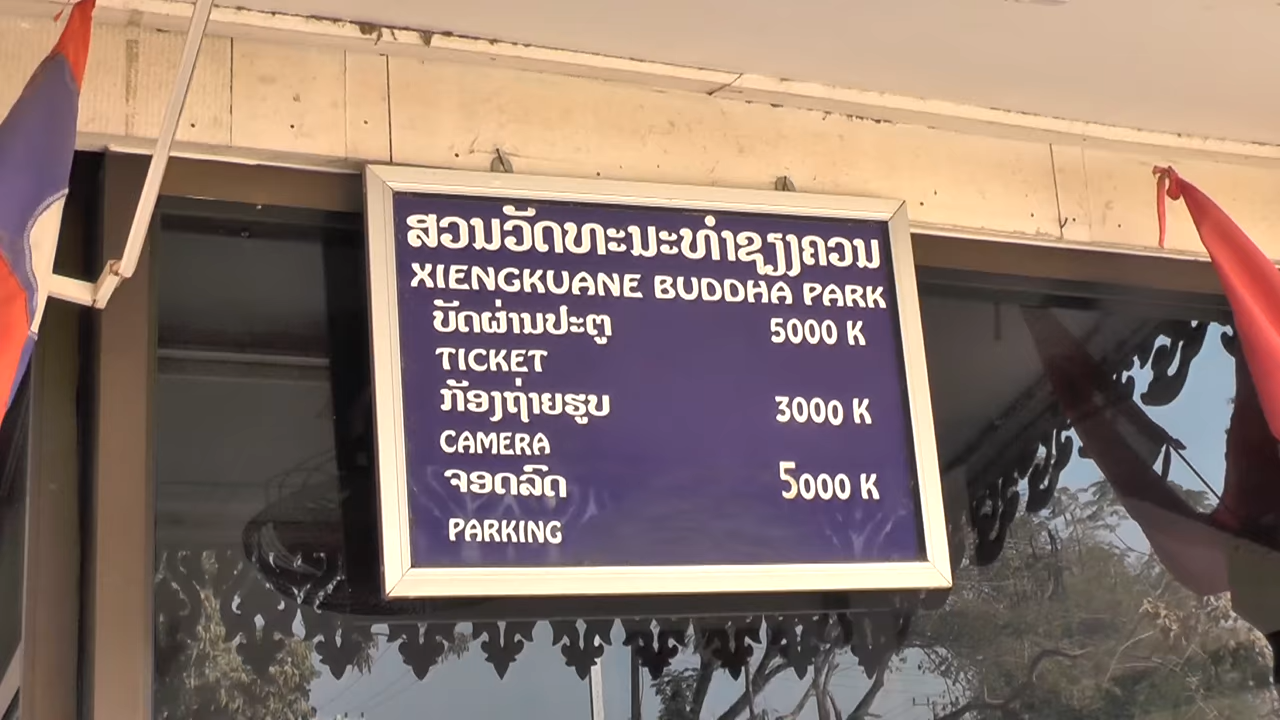 ສວນວັດທະນະທຳຊຽງຄວນ
XIENGKUANE BUDDHA PARK
ບັດຜ່ານປະຕູ 5000 K
TICKET
ກ້ອງຖ່າຍຮູບ 3000 K
CAMERA
ຈອດລົດ 5000 K
PARKING